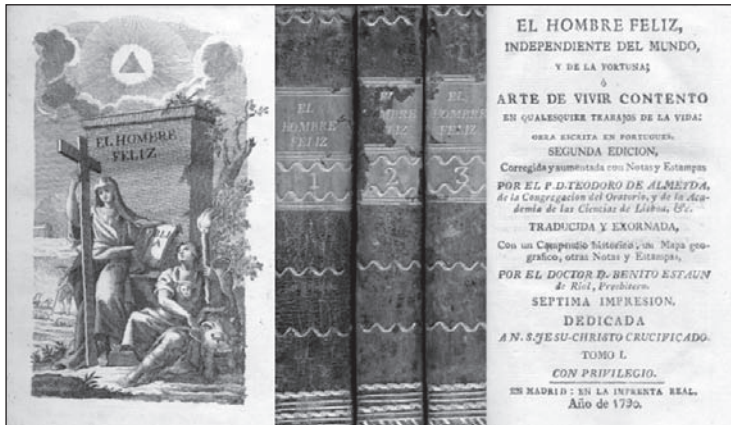 EL HOMBRE
FELIZ
EL
HOMBRE
FELIZ
1
EL
HOMBRE
FELIZ
2
EL
HOMBRE
FELIZ
3
EL HOMBRE FELIZ,
INDEPENDIENTE DEL MUNDO,
Y DE LA FORTUNA;
ó
ARTE DE VIVIR CONTENTO
EN QUALESQUIER TRABAJOS DE LA VIDA:
OBRA ESCRITA EN PORTUGUES.
SEGUNDA EDICION,
Corregida y aumentada con Notas y Estampas
POR EL P.D. TEODORO DE ALMEYDA,
de la Congregacion del Oratorio, y de la Aca-
demia de las Ciencias de Lisboa, &c.
TRADUCIDA Y EXORNADA,
Con un Compendio historico, un Mapa geo-
grafico, otras Notas y Estampas,
POR EL DOCTOR D. BENITO ESTAUN
de Riol, Presbitero.
SEPTIMA IMPRESION.
DEDICADA
A N. S. JESU-CHRISTO CRUCIFICADO.
TOMO I.
CON PRIVILEGIO.
EN MADRID: EN LA IMPRENTA REAL.
Año de 1790.